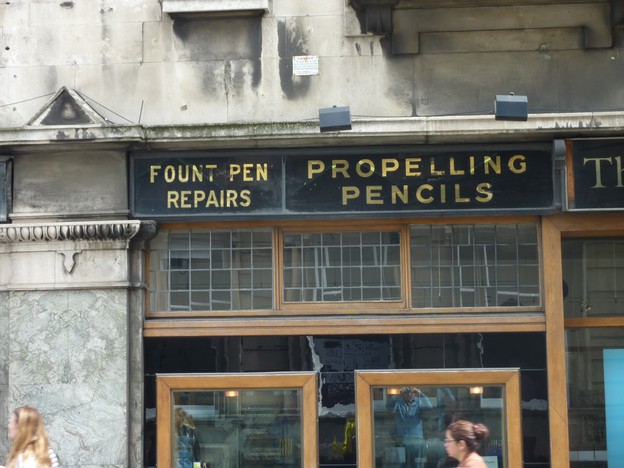 FOUNT PEN
REPAIRS
PROPELLING
PENCILS